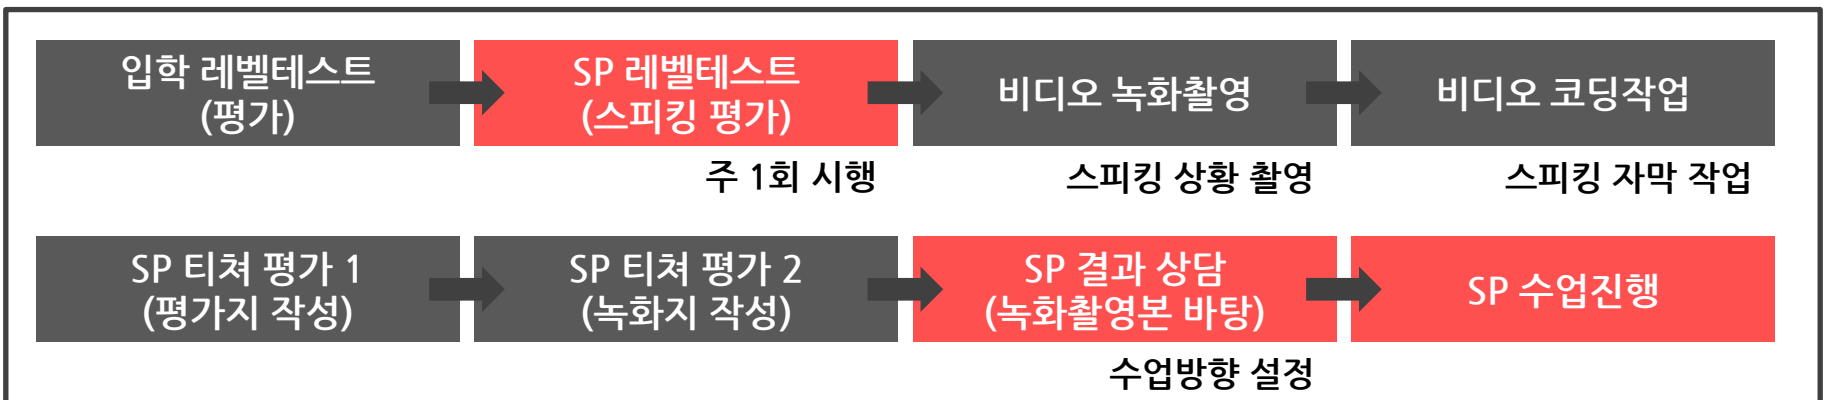 입학 레벨테스트
(평가)
SP 레벨테스트
(스피킹 평가)
비디오 녹화촬영
비디오 코딩작업
주 1회 시행
스피킹 상황 촬영
스피킹 자막 작업
SP 티쳐 평가 1
(평가지 작성)
SP 티쳐 평가 2
(녹화지 작성)
SP 결과 상담
(녹화촬영본 바탕)
SP 수업진행
수업방향 설정